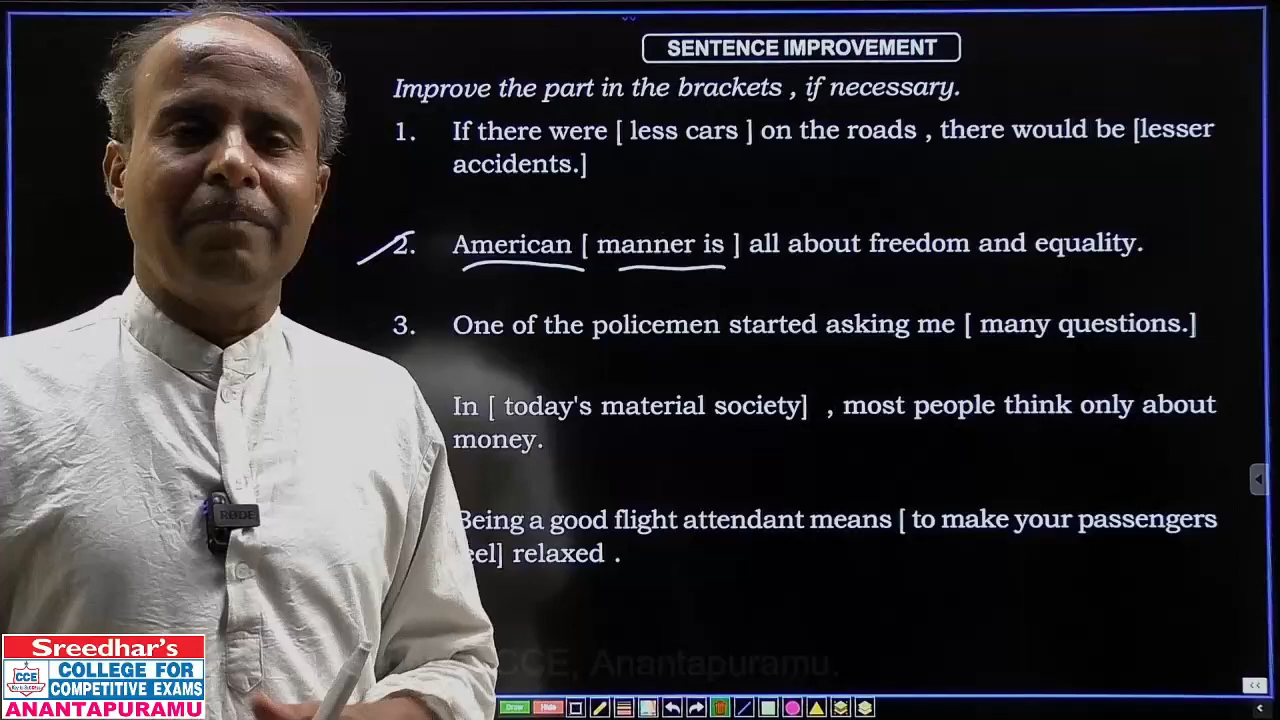 SENTENCE IMPROVEMENT
Improve the part in the brackets , if necessary.
1. If there were [ less cars ] on the roads , there would be [lesser
accidents.]
2. American [ manner is ] all about freedom and equality.
3. One of the policemen started asking me [ many questions.]
In [ today's material society] , most people think only about
money.
Being a good flight attendant means [ to make your passengers
eel] relaxed .
RØDE
Sreedhar's
CCE
COLLEGE FOR
COMPETITIVE EXAMS
ANANTAPURAMU
CCE, Anantapuramu,
Draw Hide